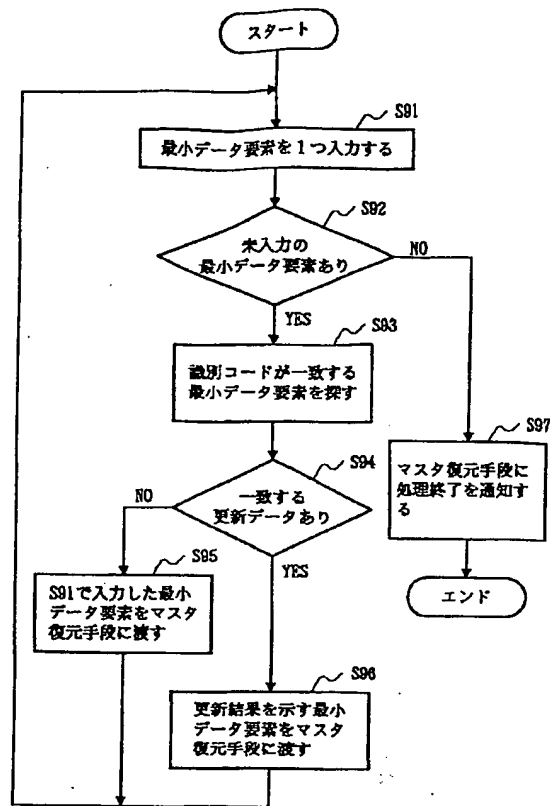 スタート
S91
最小データ要素を1つ入力する
S92
未入力の
最小データ要素あり
NO
YES
S93
識別コードが一致する
最小データ要素を探す
S97
マスタ復元手段に
処理終了を通知す
る
S94
一致する
更新データあり
NO
YES
エンド
S95
S91で入力した最小
データ要素をマスタ
復元手段に渡す
S96
更新結果を示す最小
データ要素をマスタ
復元手段に渡す